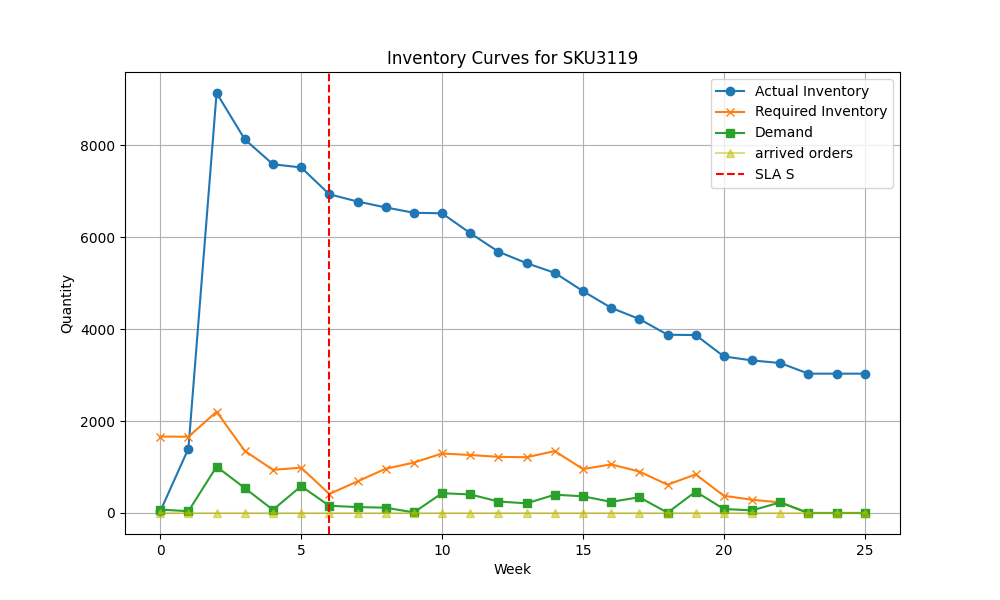 Inventory Curves for SKU3119
Actual Inventory
Required Inventory
Demand
arrived orders
SLA S
Quantity
8000
6000
4000
2000
0
0 5 10 15 20 25
Week